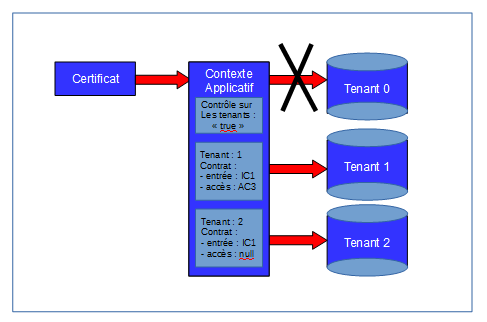 Certificat
Contexte
Applicatif
Contrôle sur
Les tenants :
« true »
Tenant : 1
Contrat :
- entrée : IC1
- accès : AC3
Tenant : 2
Contrat :
- entrée : IC1
- accès : null
Tenant 0
Tenant 1
Tenant 2